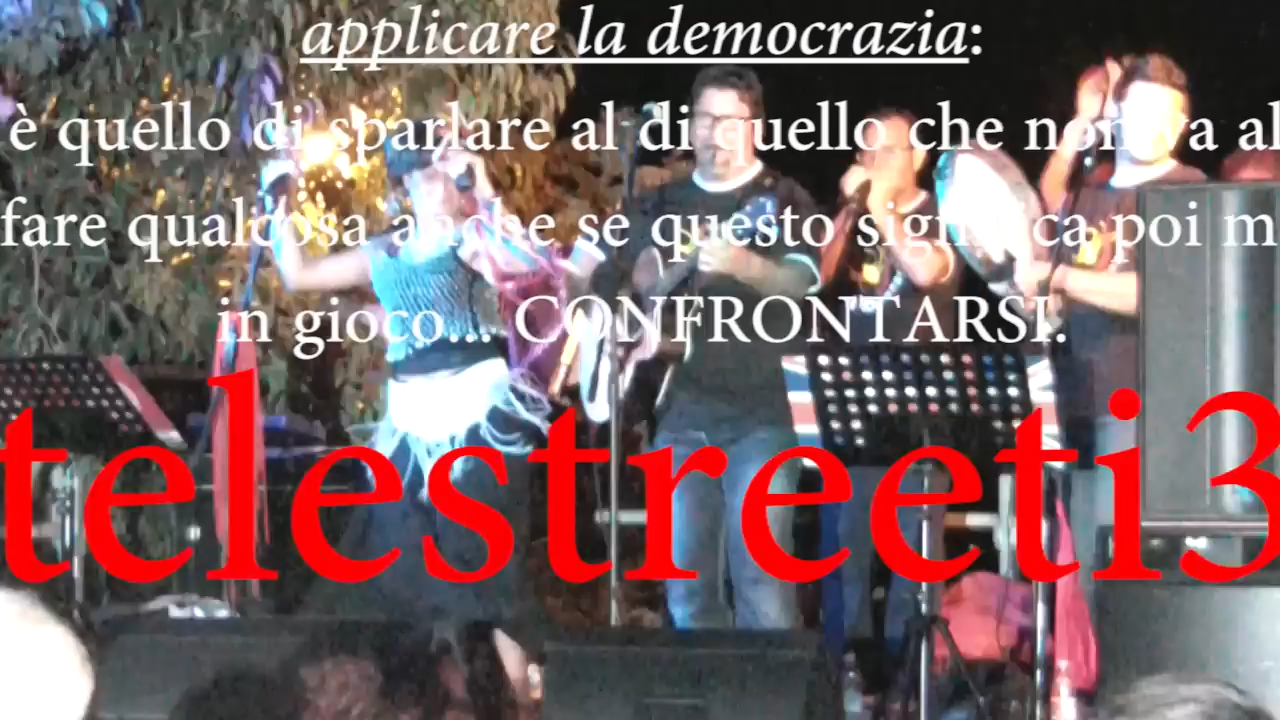 applicare la democrazia:
è quello di sparlare al di quello che non va al
fare qualcosa anche se questo significa poi m
in gioco... CONFRONTARSI.
telestreeti3